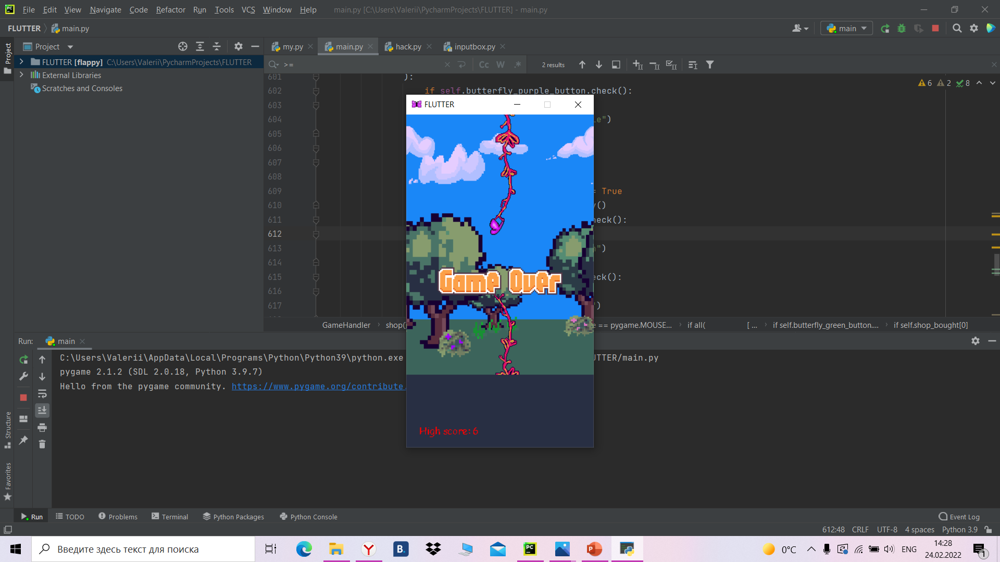 File Edit View Navigate Code Refactor Run Tools VCS Window Help main.py [C:\Users\Valerii\PycharmProjects\FLUTTER] - main.py
FLUTTER main.py
main
Project
Project
my.py main.py hack.py inputbox.py
FLUTTER [flappy] C:\Users\Valerii\PycharmProjects\FLUTTER
External Libraries
Scratches and Consoles
>= Cc W .* 2 results
6 2 8
601 ):
602 if self.butterfly_purple_button.check():
603
604 le")
605
606
607
608
609 = True
610 y()
611 heck():
612
613 n")
614
615 eck():
616
617 ')
FLUTTER
Game Over
High score: 6
GameHandler shop() e == pygame.MOUSE... if all( [ ... if self.butterfly_green_button.... if self.shop_bought[0]
Run: main
C:\Users\Valerii\AppData\Local\Programs\Python\Python39\python.exe UTTER/main.py
pygame 2.1.2 (SDL 2.0.18, Python 3.9.7)
Hello from the pygame community. https://www.pygame.org/contribute.
Structure
Favorites
Run TODO Problems Terminal Python Packages Python Console Event Log
612:48 CRLF UTF-8 4 spaces Python 3.9
Введите здесь текст для поиска
0°C ENG 14:28
24.02.2022
1